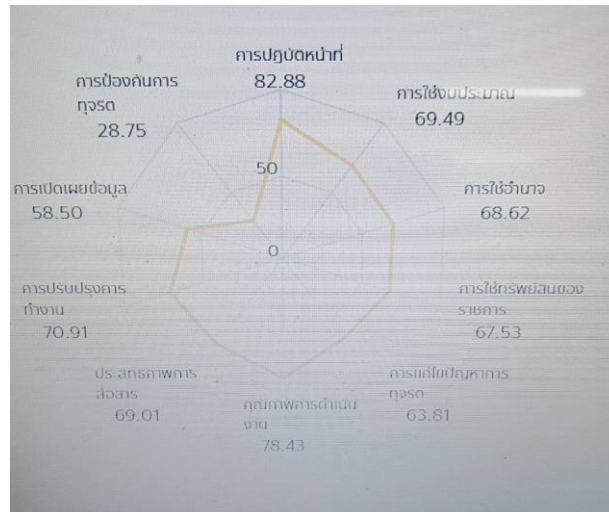 การปฏิบัติหน้าที่
82.88
การใช้งบประมาณ
69.49
การใช้อำนาจ
68.62
การใช้ทรัพย์สินของ
ราชการ
67.53
การแก้ไขปัญหาการ
ทุจริต
63.81
คุณภาพการดำเนิน
งาน
78.43
ประสิทธิภาพการ
สื่อสาร
69.01
การปรับปรุงการ
ทำงาน
70.91
การเปิดเผยข้อมูล
58.50
การป้องกันการ
ทุจริต
28.75
50
0